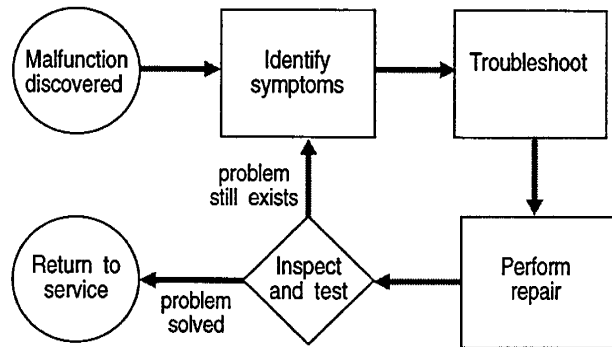 Malfunction
discovered
Identify
symptoms
Troubleshoot
problem
still exists
Return to
service
problem
solved
Inspect
and test
Perform
repair